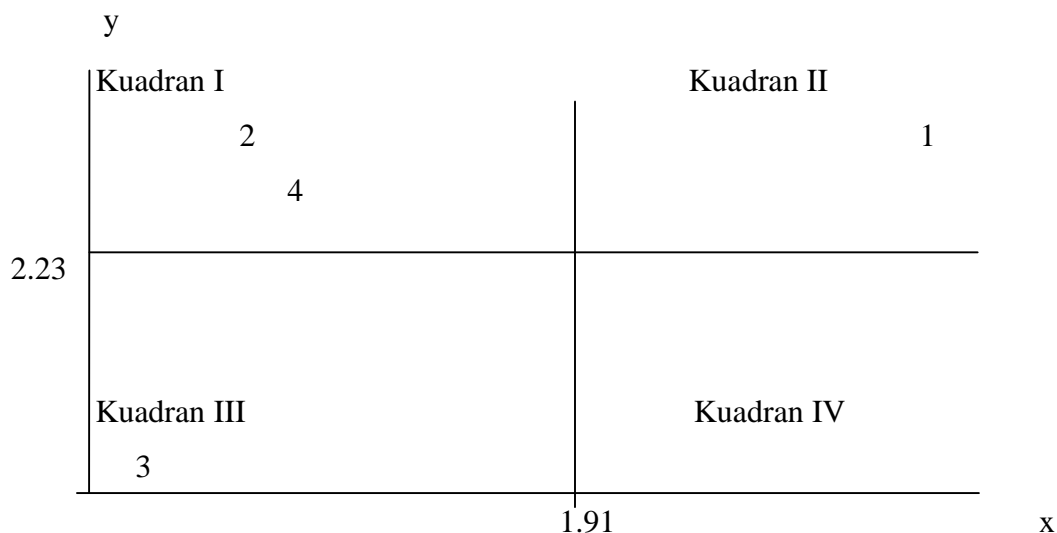 y
Kuadran I Kuadran II
2 1
4
2.23
Kuadran III Kuadran IV
3
1.91 x